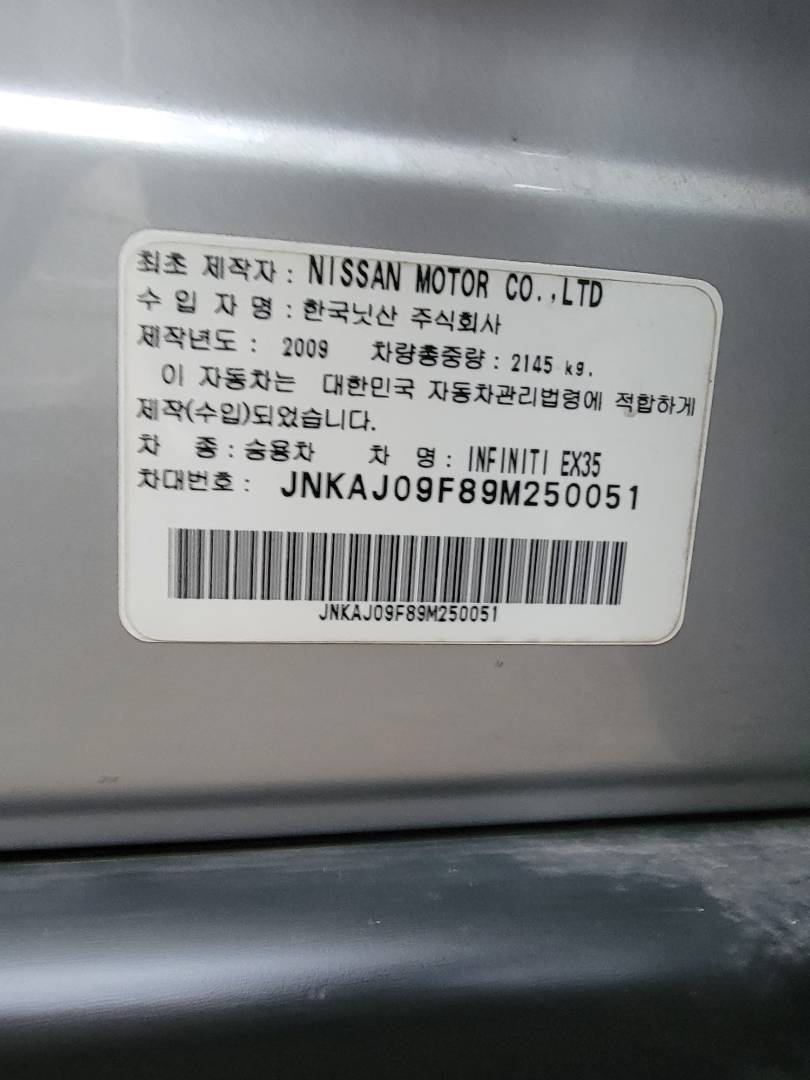 최초 제작자 : NISSAN MOTOR CO.,LTD
수 입 자 명 : 한국닛산 주식회사
제작년도 : 2009 차량총중량 : 2145 kg.
이 자동차는 대한민국 자동차관리법령에 적합하게
제작(수입)되었습니다.
차 종 : 승용차 차 명 : INFINITI EX35
차대번호 : JNKAJ09F89M250051
JNKAJ09F89M250051